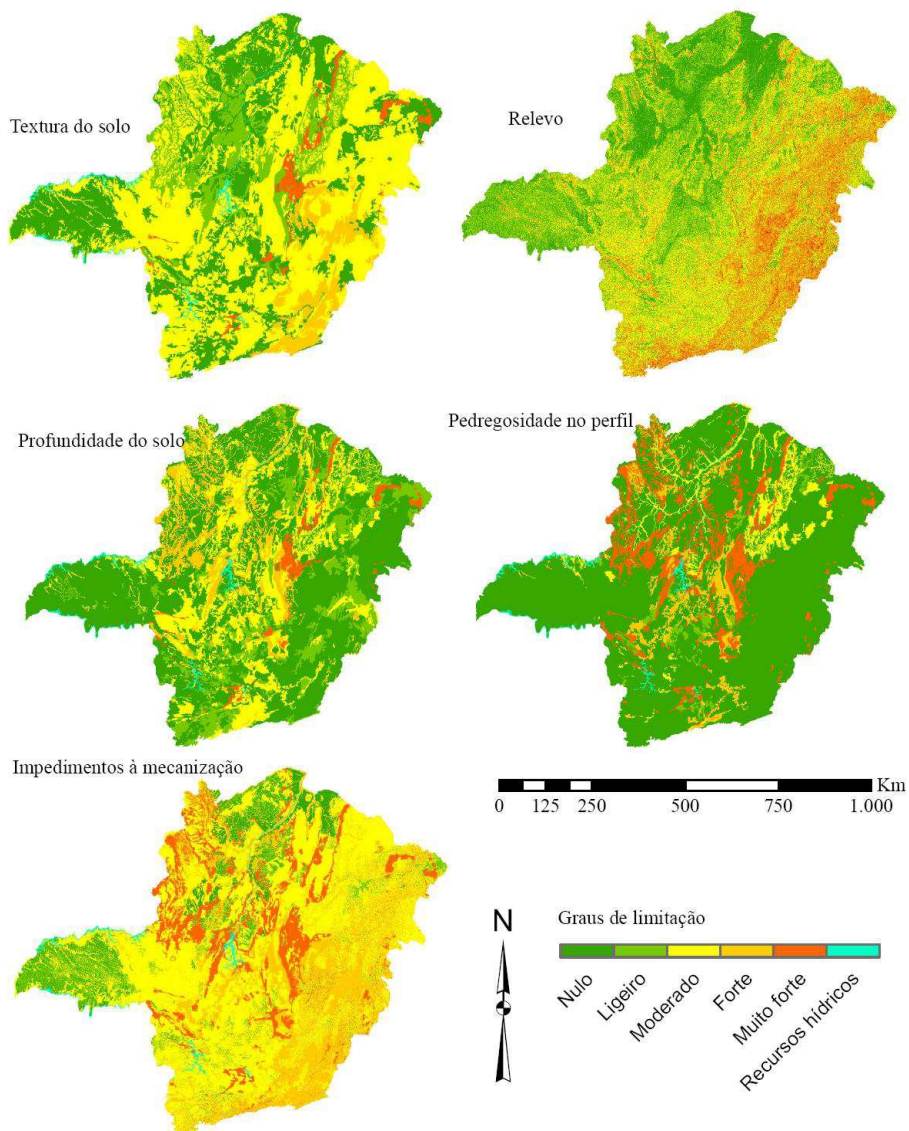 Textura do solo
Relevo
Profundidade do solo
Pedregosidade no perfil
Impedimentos à mecanização
Km
0 125 250 500 750 1.000
N
Graus de limitação
Nulo
Ligeiro
Moderado
Forte
Muito forte
Recursos hídricos